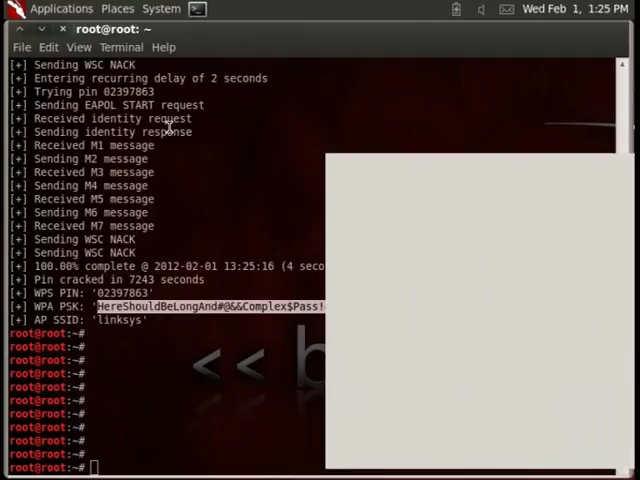 Applications Places System
Wed Feb 1, 1:25 PM
root@root: ~
File Edit View Terminal Help
[+] Sending WSC NACK
[+] Entering recurring delay of 2 seconds
[+] Trying pin 02397863
[+] Sending EAPOL START request
[+] Received identity request
[+] Sending identity response
[+] Received M1 message
[+] Sending M2 message
[+] Received M3 message
[+] Sending M4 message
[+] Received M5 message
[+] Sending M6 message
[+] Received M7 message
[+] Sending WSC NACK
[+] Sending WSC NACK
[+] 100.00% complete @ 2012-02-01 13:25:16 (4 seco
[+] Pin cracked in 7243 seconds
[+] WPS PIN: '02397863'
[+] WPA PSK: 'HereShouldBeLongAnd#@&&Complex$Pass!
[+] AP SSID: 'linksys'
root@root:~#
root@root:~#
root@root:~#
root@root:~#
root@root:~#
<< b
root@root:~#
root@root:~#
root@root:~#
root@root:~#
root@root:~#
root@root:~#